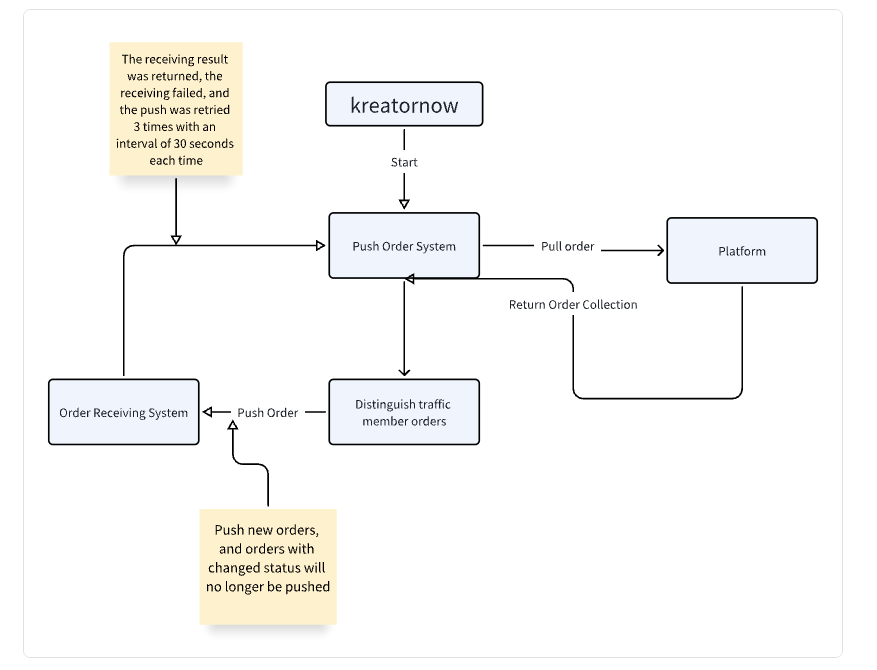 The receiving result
was returned, the
receiving failed, and
the push was retried
3 times with an
interval of 30 seconds
each time
kreatornow
Start
Push Order System
Pull order
Platform
Return Order Collection
Order Receiving System
Push Order
Distinguish traffic
member orders
Push new orders,
and orders with
changed status will
no longer be pushed